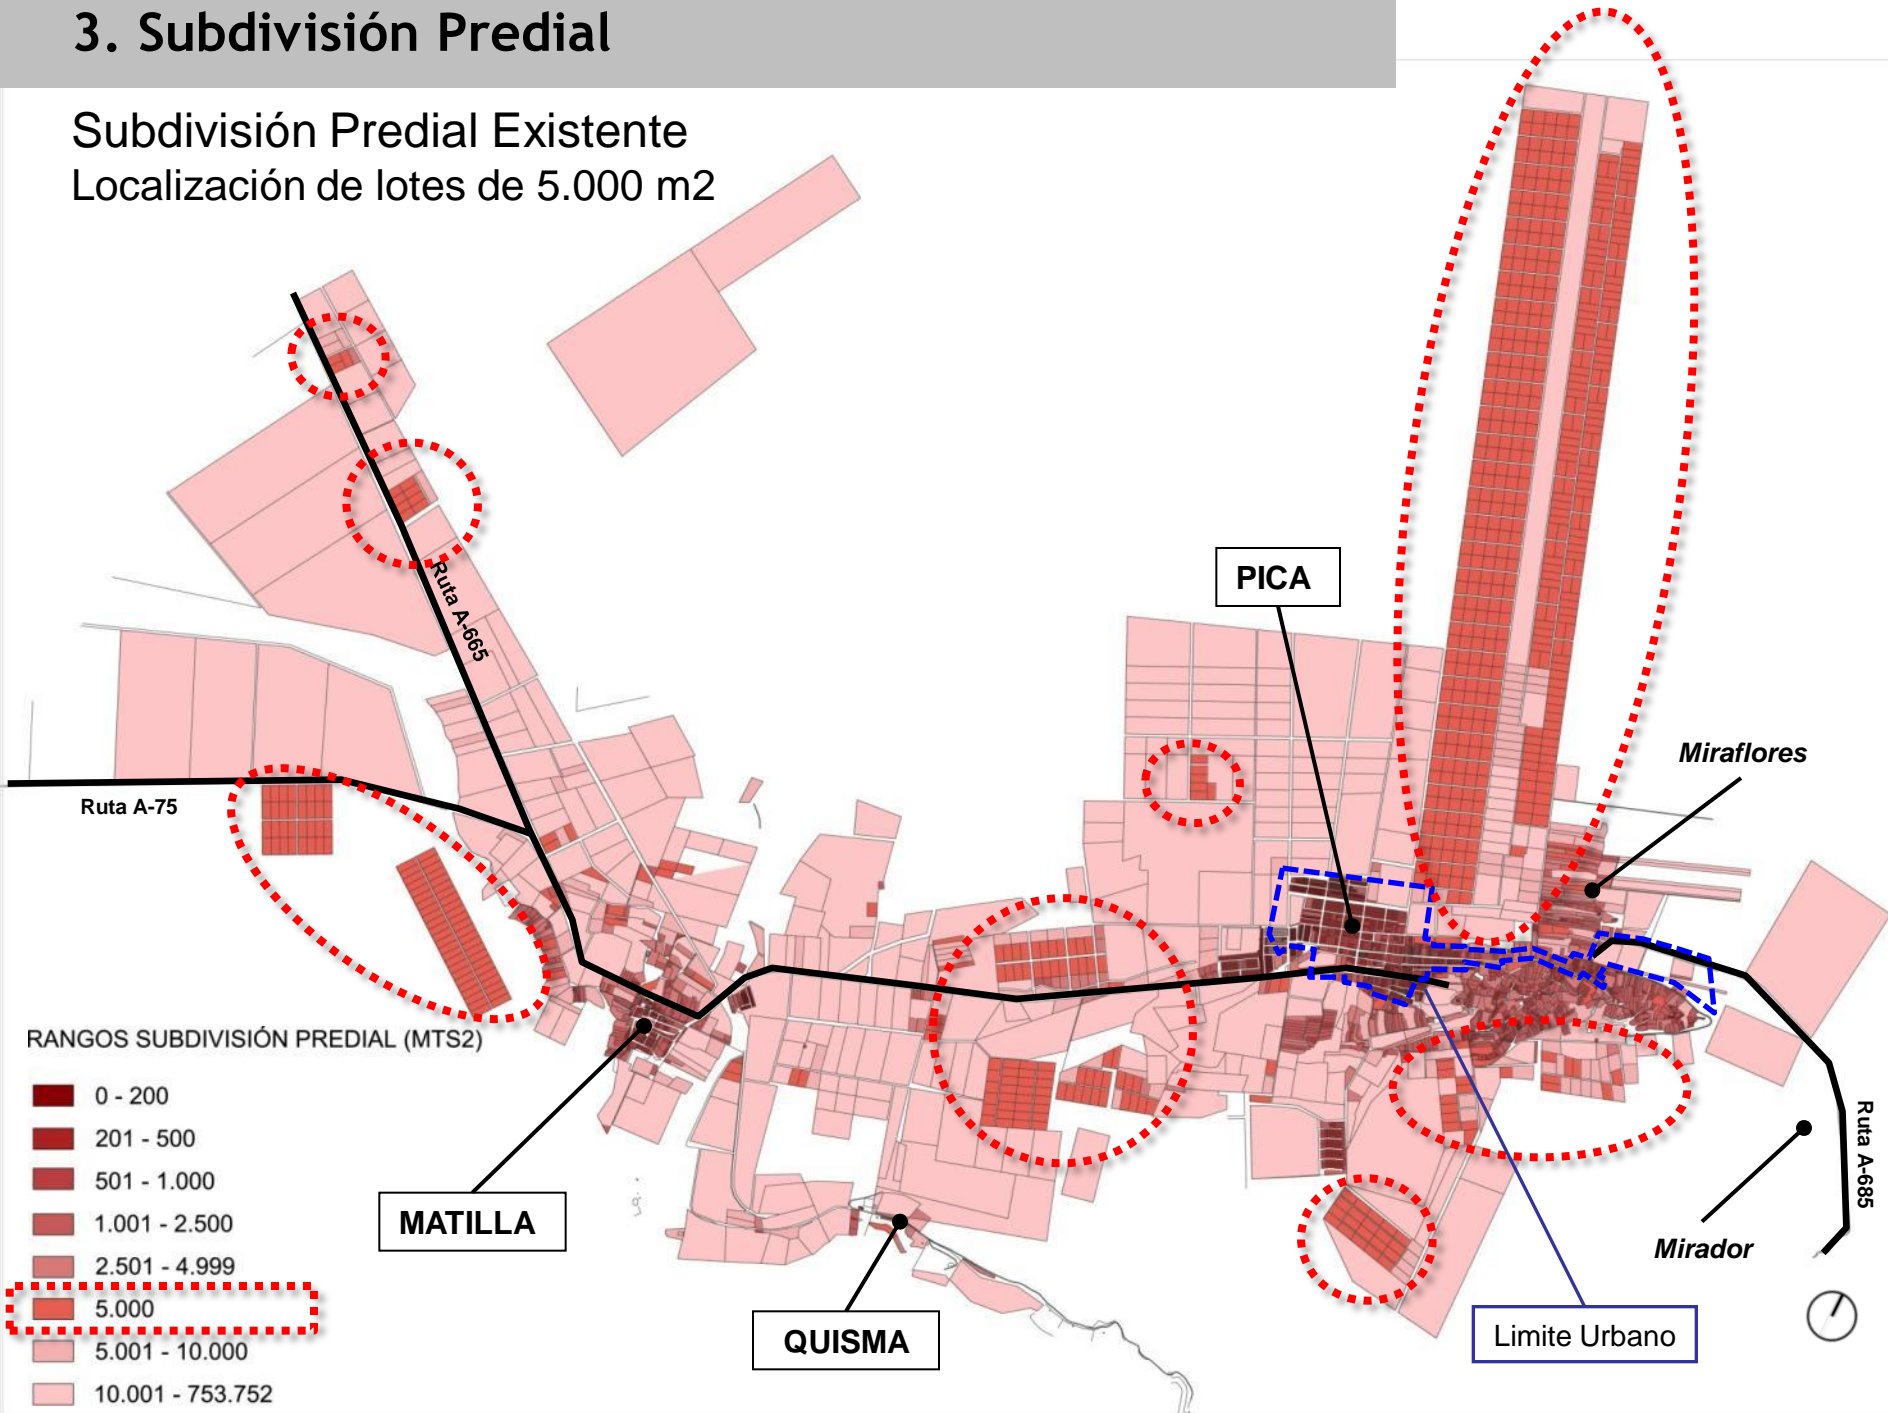 3. Subdivisión Predial
Subdivisión Predial Existente
Localización de lotes de 5.000 m2
Ruta A-665
PICA
Miraflores
Ruta A-75
RANGOS SUBDIVISIÓN PREDIAL (MTS2)
0 - 200
201 - 500
501 - 1.000
1.001 - 2.500
2.501 - 4.999
5.000
5.001 - 10.000
10.001 - 753.752
MATILLA
QUISMA
Limite Urbano
Mirador
Ruta A-685